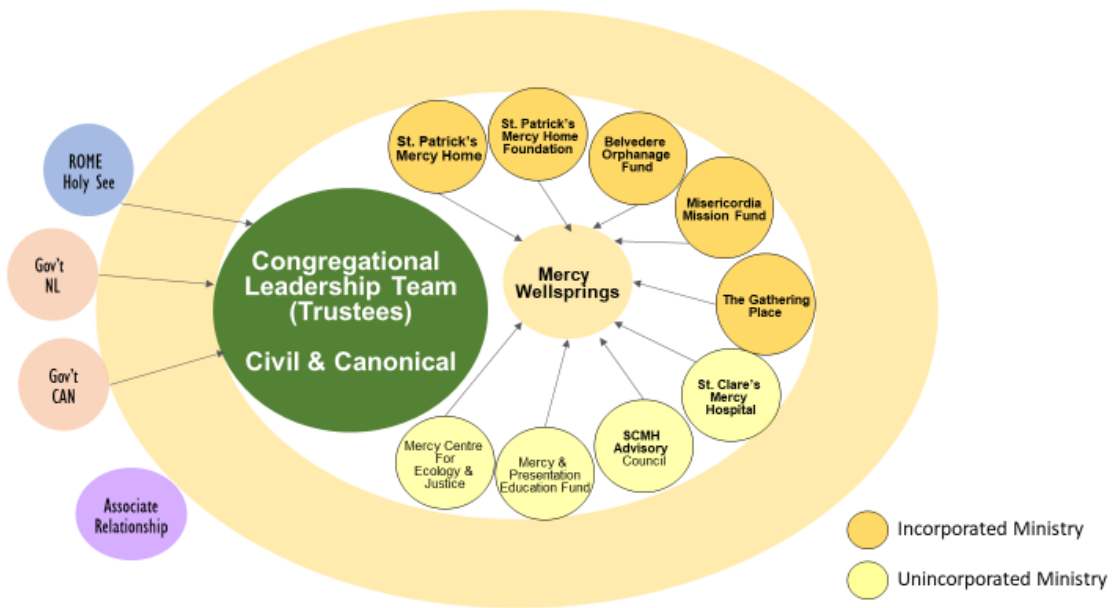 ROME
Holy See
Gov't
NL
Gov't
CAN
Associate
Relationship
Congregational
Leadership Team
(Trustees)
Civil & Canonical
St. Patrick's
Mercy Home
St. Patrick's
Mercy Home
Foundation
Belvedere
Orphanage
Fund
Misericordia
Mission Fund
The Gathering
Place
St. Clare's
Mercy
Hospital
SCMH
Advisory
Council
Mercy &
Presentation
Education Fund
Mercy Centre
For
Ecology &
Justice
Mercy
Wellsprings
Incorporated Ministry
Unincorporated Ministry